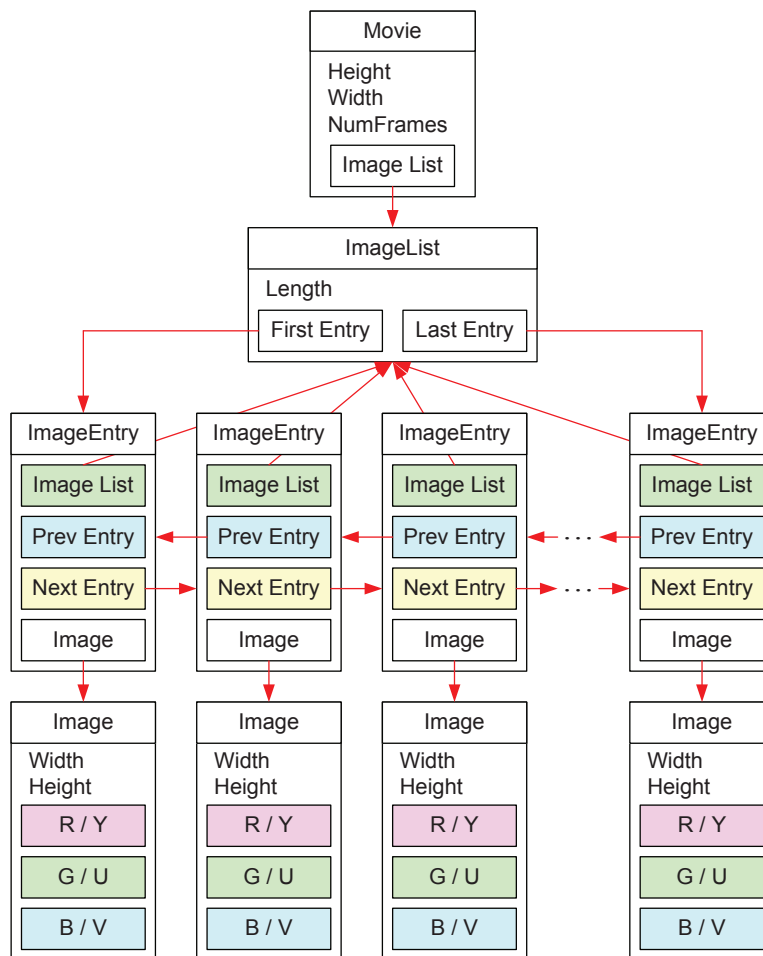 Movie
Height
Width
NumFrames
Image List
ImageList
Length
First Entry Last Entry
ImageEntry ImageEntry ImageEntry ImageEntry
Image List Image List Image List Image List
Prev Entry Prev Entry Prev Entry ... Prev Entry
Next Entry Next Entry Next Entry ... Next Entry
Image Image Image Image
Image Image Image Image
Width Width Width Width
Height Height Height Height
R / Y R / Y R / Y R / Y
G / U G / U G / U G / U
B / V B / V B / V B / V